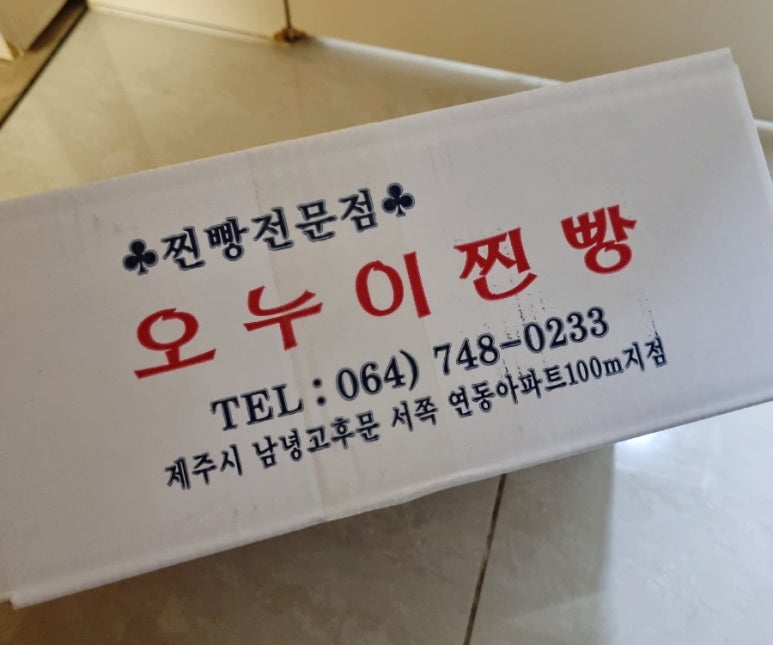 ♣찐빵전문점♣
오누이찐빵
TEL : 064) 748-0233
제주시 남녕고후문 서쪽 연동아파트100m지점